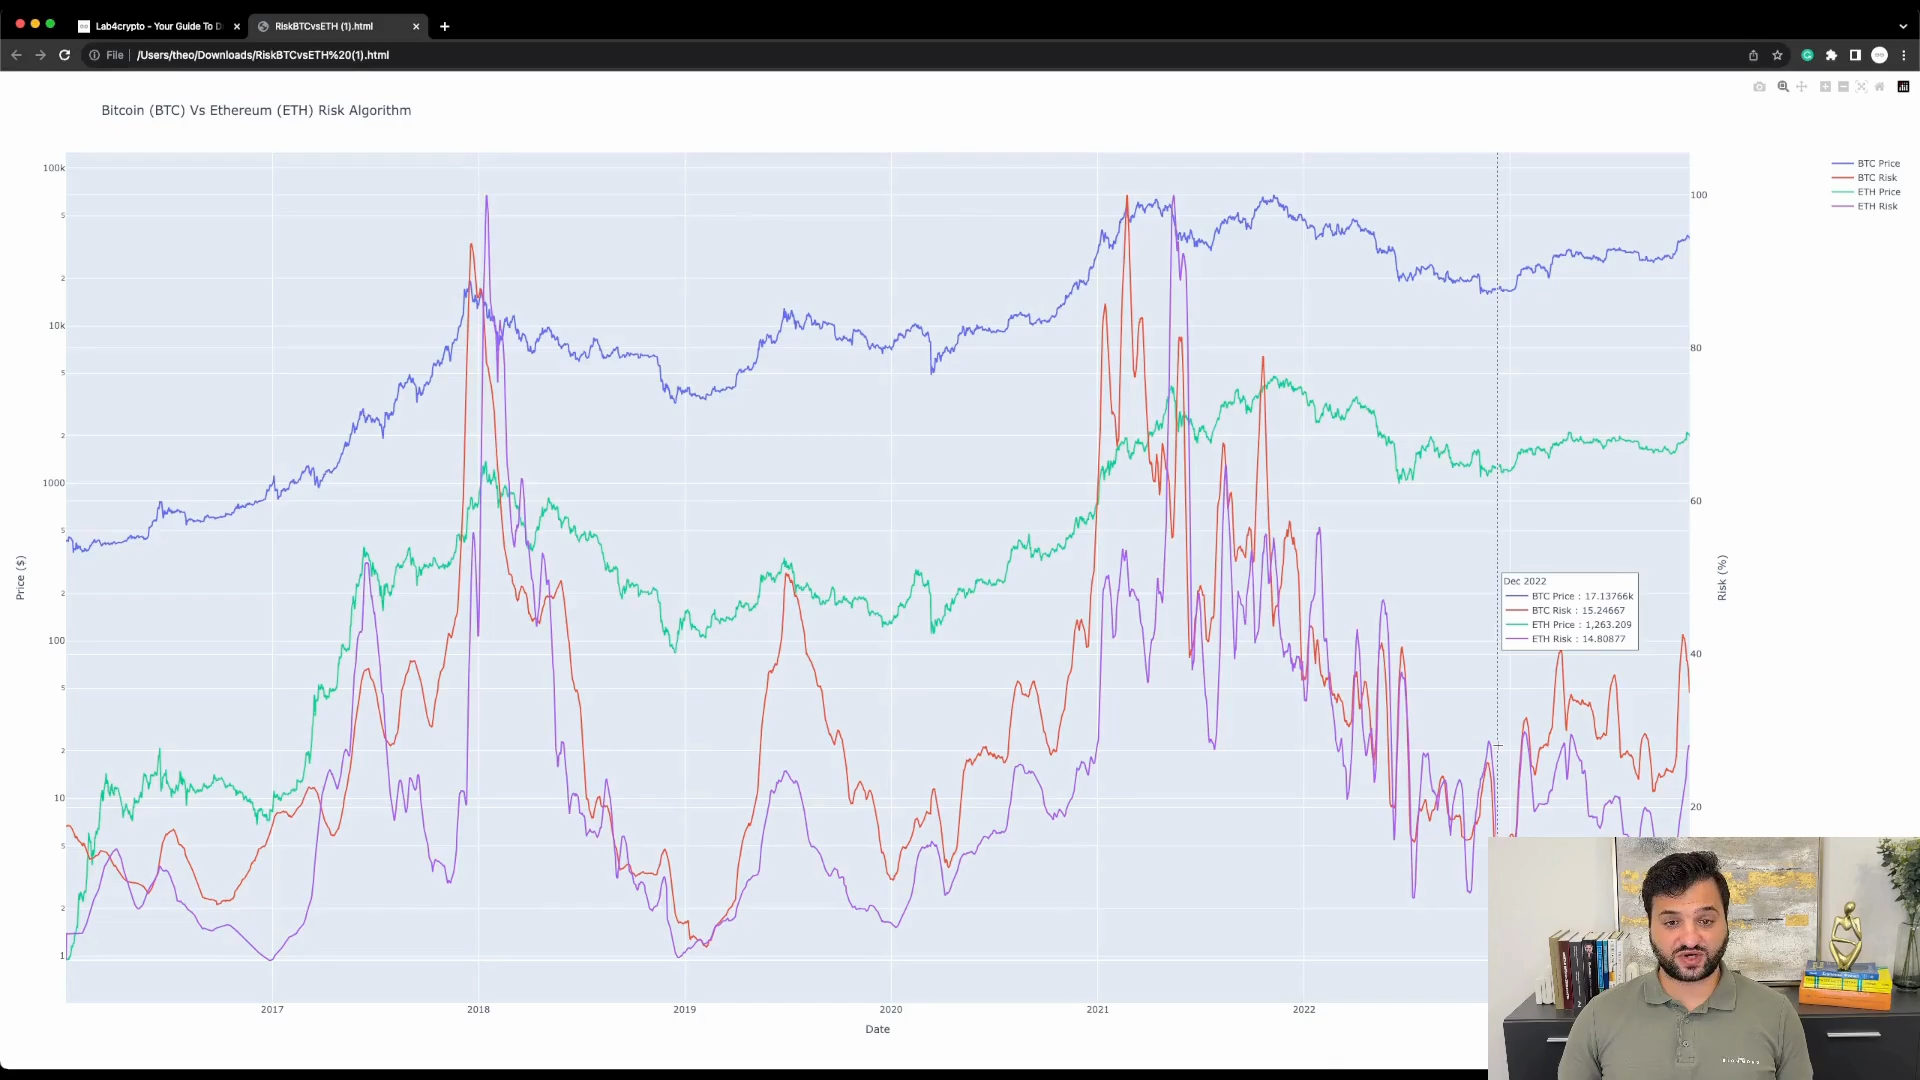 Lab4crypto - Your Guide To D
RiskBTCvsETH (1).html
File
/Users/theo/Downloads/RiskBTCvsETH%20(1).html
Bitcoin (BTC) Vs Ethereum (ETH) Risk Algorithm
BTC Price
BTC Risk
ETH Price
ETH Risk
100k
5
2
10k
5
2
1000
5
2
100
5
2
10
5
2
1
100
80
60
40
20
Price ($)
Risk (%)
Dec 2022
BTC Price : 17.13766k
BTC Risk : 15.24667
ETH Price : 1,263.209
ETH Risk : 14.80877
2017
2018
2019
2020
2021
2022
Date